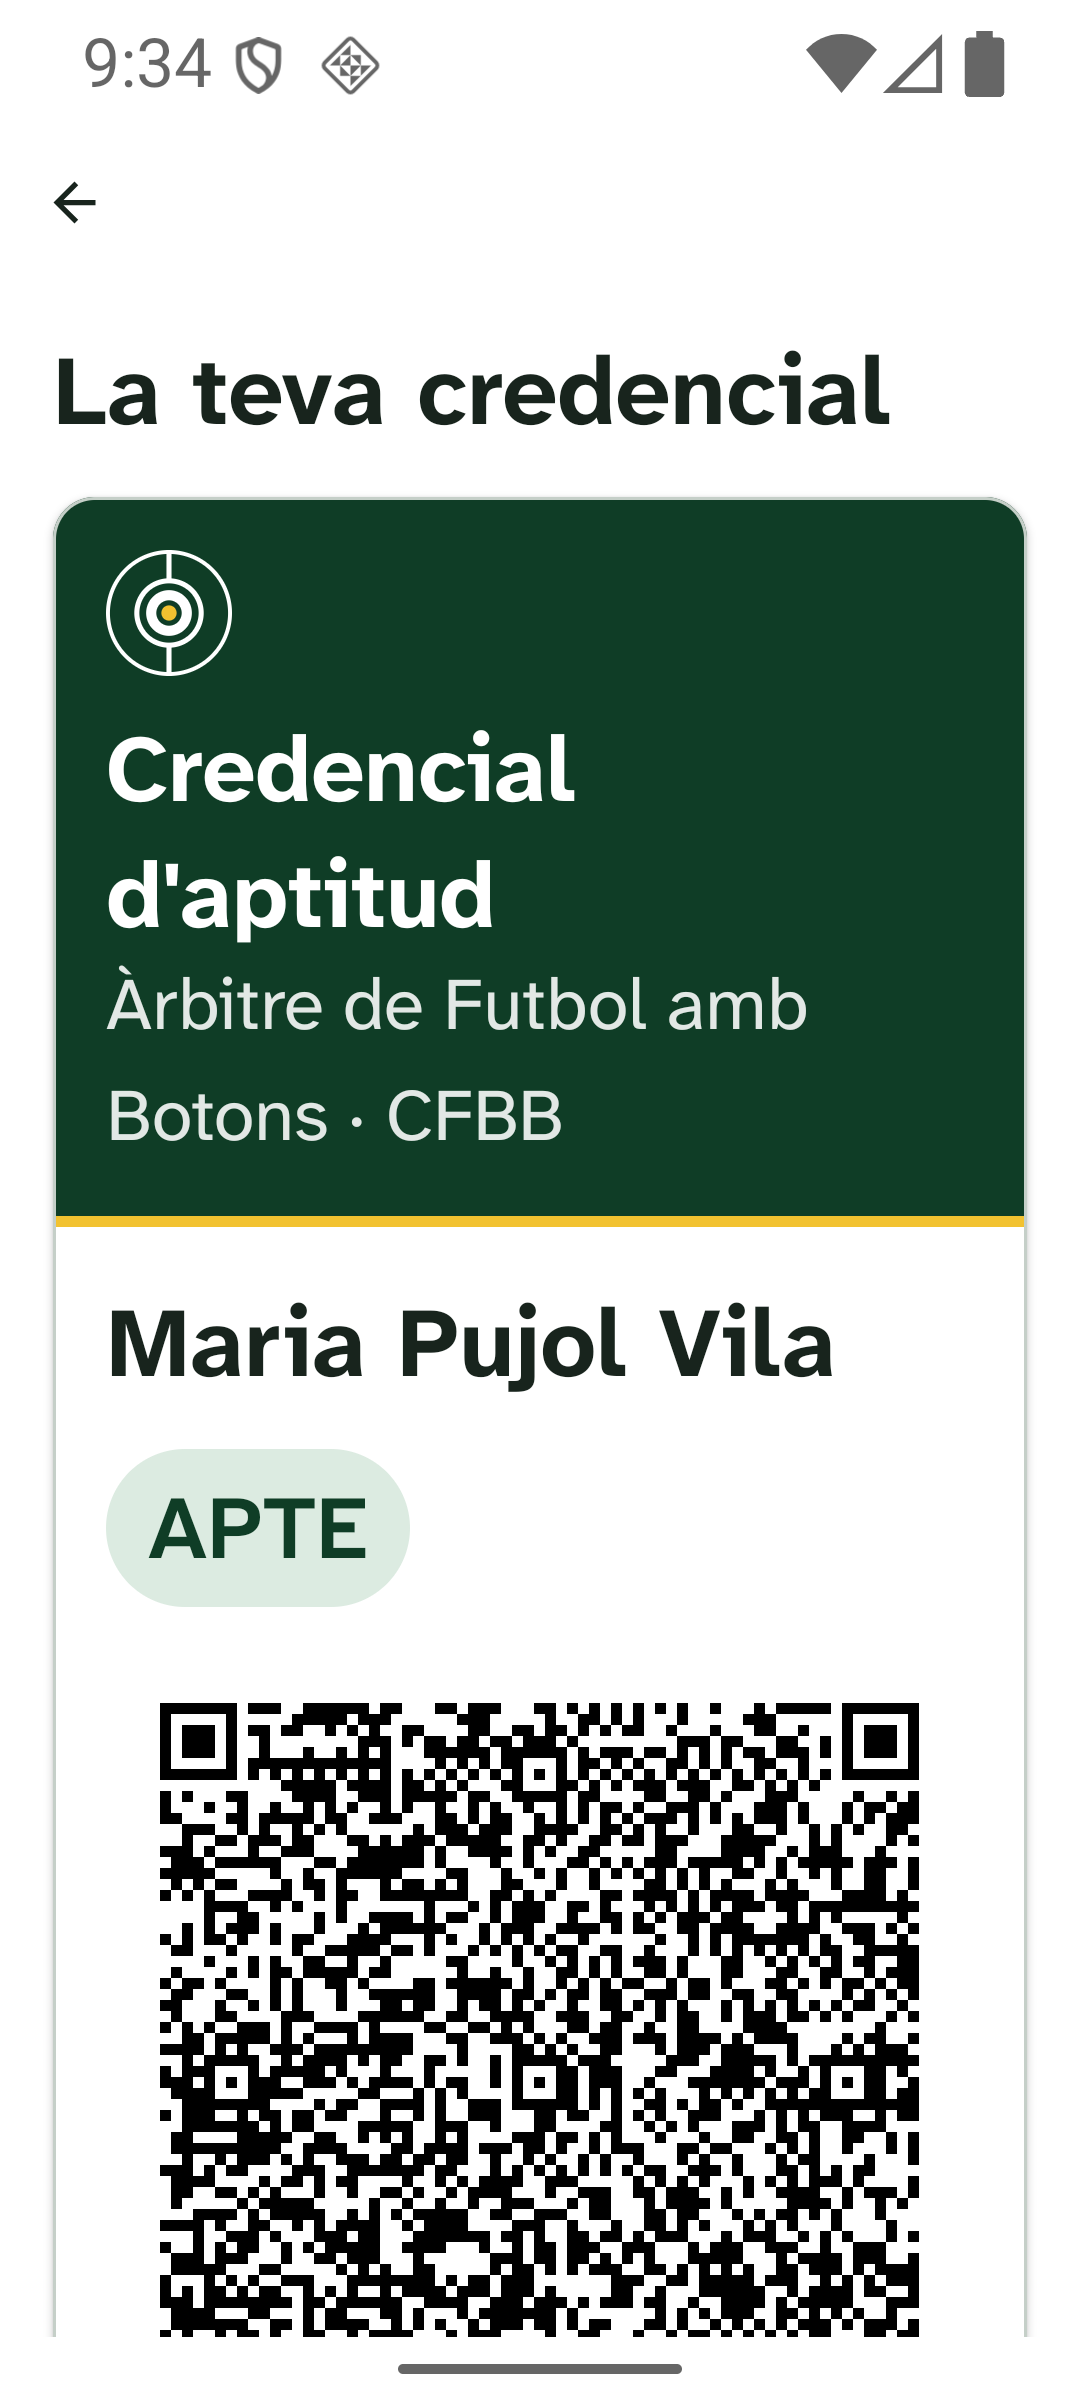 9:34
La teva credencial
Credencial
d'aptitud
Àrbitre de Futbol amb
Botons · CFBB
Maria Pujol Vila
APTE